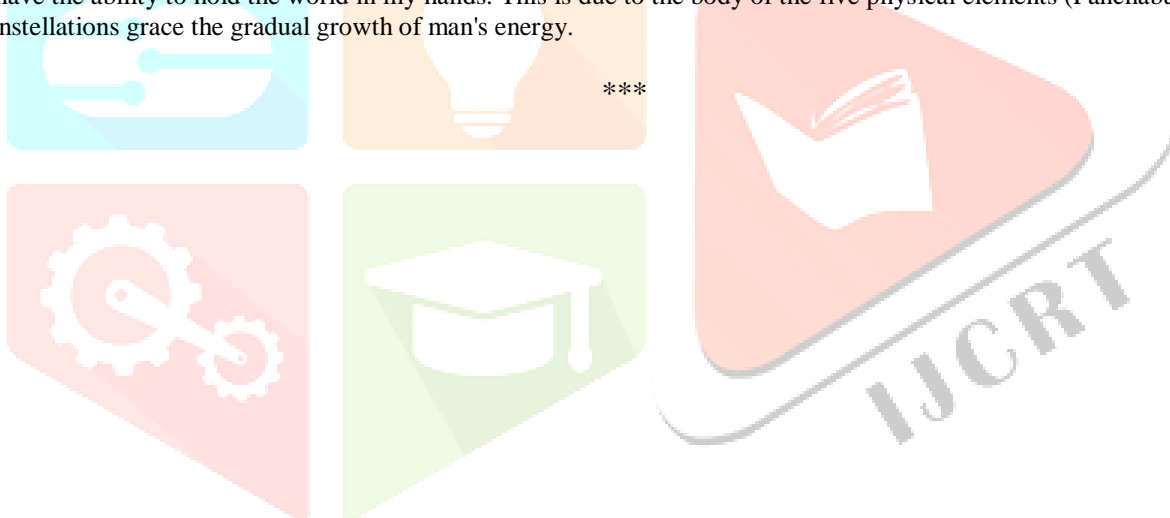 have the ability to hold the world in my hands. This is due to the body of the five physical elements
nstellations grace the gradual growth of man's energy.
***
IJCRT